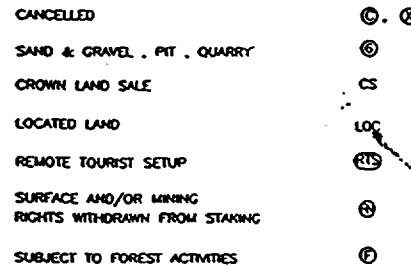 CANCELLED Ⓒ.
SAND & GRAVEL . PIT . QUARRY ⑥
CROWN LAND SALE CS
LOCATED LAND LOC
REMOTE TOURIST SETUP RTS
SURFACE AND/OR MINING
RIGHTS WITHDRAWN FROM STAKING
SUBJECT TO FOREST ACTIVITIES Ⓕ